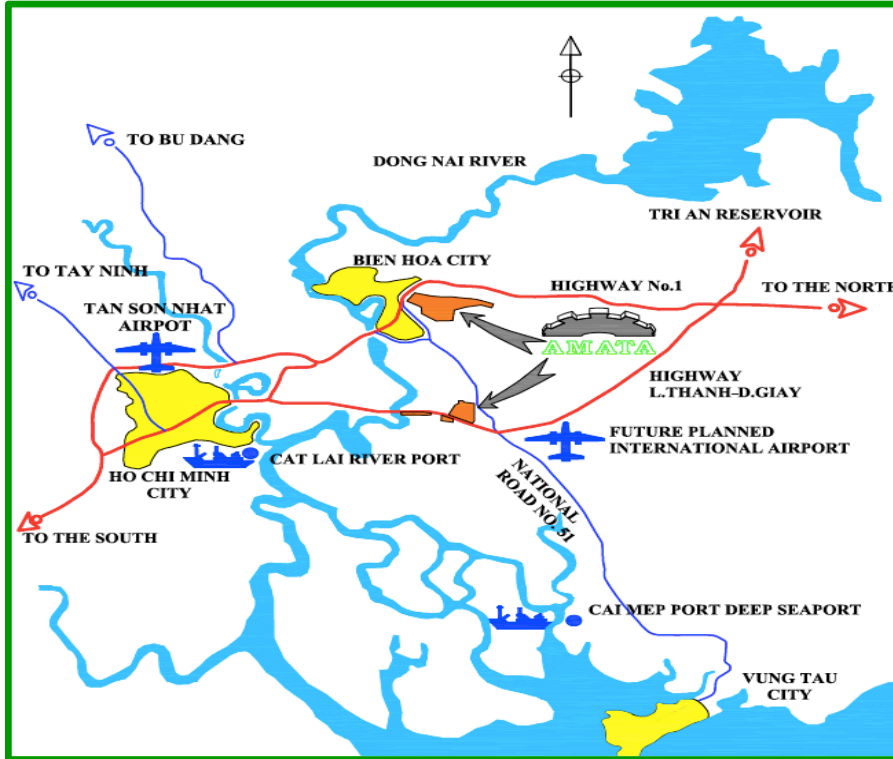 TO BU DANG
DONG NAI RIVER
TRI AN RESERVOIR
BIEN HOA CITY
TO TAY NINH
HIGHWAY No.1
TO THE NORTH
TAN SON NHAT
AIRPOT
AMATA
HIGHWAY
L.THANH-D.GIAY
FUTURE PLANNED
INTERNATIONAL AIRPORT
CAT LAI RIVER PORT
HO CHI MINH
CITY
NATIONAL
ROAD NO. 51
TO THE SOUTH
CAI MEP PORT DEEP SEAPORT
VUNG TAU
CITY